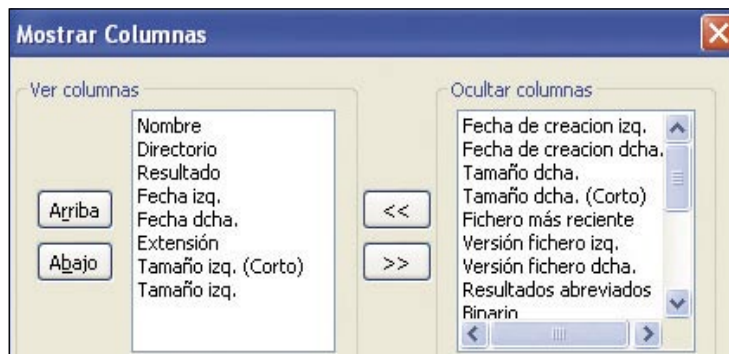 Mostrar Columnas
Ver columnas
Nombre
Directorio
Resultado
Fecha izq.
Fecha dcha.
Extensión
Tamaño izq. (Corto)
Tamaño izq.
Arriba
Abajo
<<
>>
Ocultar columnas
Fecha de creacion izq.
Fecha de creacion dcha.
Tamaño dcha.
Tamaño dcha. (Corto)
Fichero más reciente
Versión fichero izq.
Versión fichero dcha.
Resultados abreviados
Binario